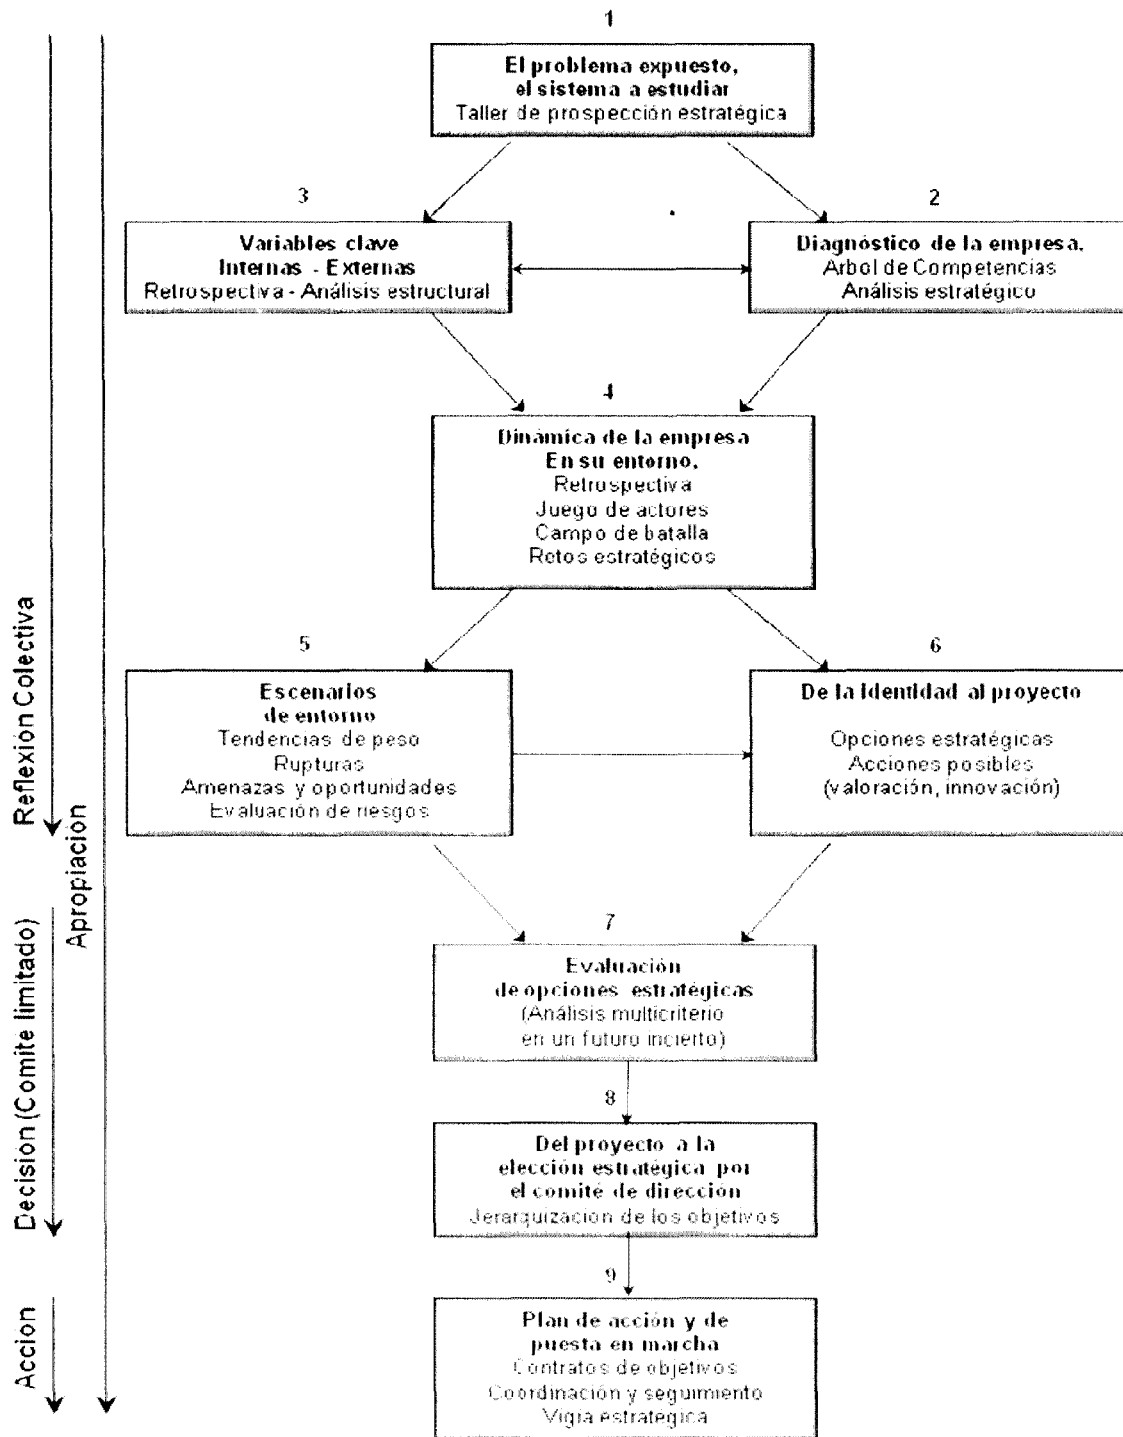 1
El problema expuesto,
el sistema a estudiar
Taller de prospección estratégica
3
Variables clave
Internas - Externas
Retrospectiva - Análisis estructural
2
Diagnóstico de la empresa.
Arbol de Competencias
Análisis estratégico
4
Dinámica de la empresa
En su entorno.
Retrospectiva
Juego de actores
Campo de batalla
Retos estratégicos
5
Escenarios
de entorno
Tendencias de peso
Rupturas
Amenazas y oportunidades
Evaluación de riesgos
6
De la Identidad al proyecto
Opciones estratégicas
Acciones posibles
(valoración, innovación)
7
Evaluación
de opciones estratégicas
(Análisis multicriterio
en un futuro incierto)
8
Del proyecto a la
elección estratégica por
el comité de dirección
Jerarquización de los objetivos
9
Plan de acción y de
puesta en marcha
Contratos de objetivos
Coordinación y seguimiento
Vigia estratégica
Reflexión Colectiva
Apropiación
Decision (Comite limitado)
Accion